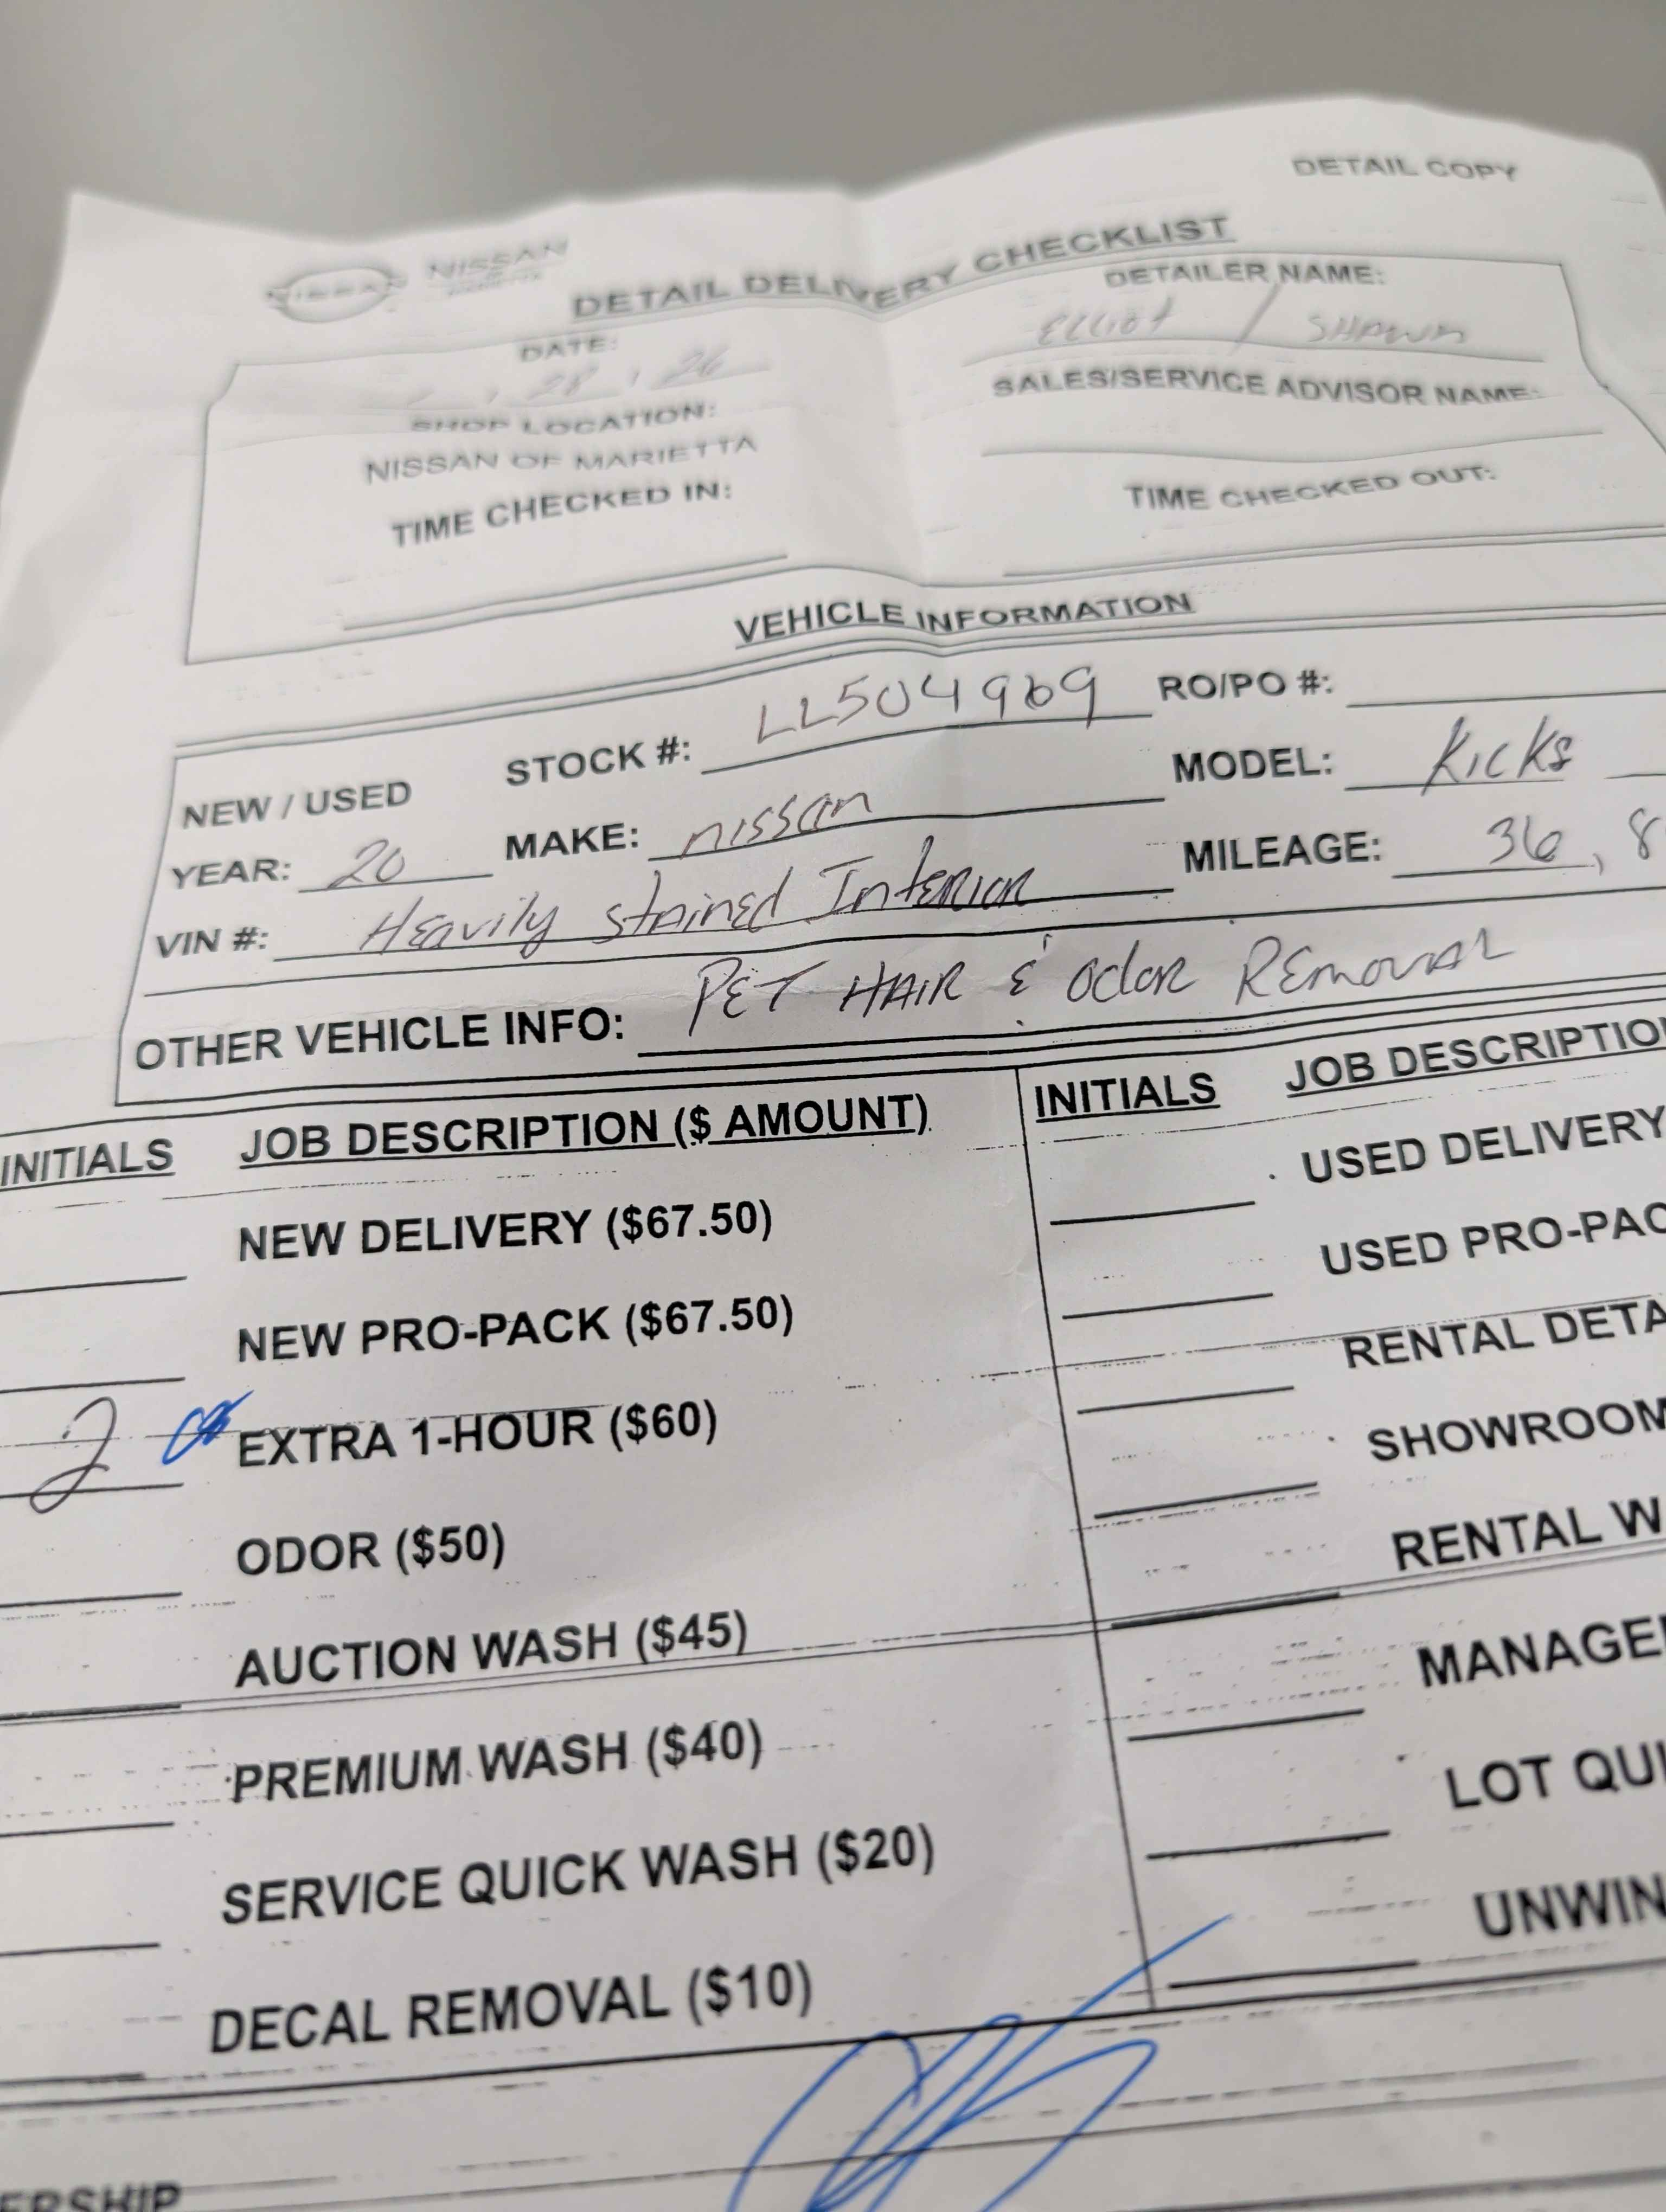 DETAIL COPY
NISSAN NISSAN
DETAIL DELIVERY CHECKLIST
DATE: 28, 26
DETAILER NAME: Elliot / SHAWN
SHOP LOCATION:
NISSAN OF MARIETTA
SALES/SERVICE ADVISOR NAME:
TIME CHECKED IN:
TIME CHECKED OUT:
VEHICLE INFORMATION
NEW / USED STOCK #: LL504969 RO/PO #:
YEAR: 20 MAKE: nissan MODEL: Kicks
VIN #: Heavily stained Interior MILEAGE: 36,8
OTHER VEHICLE INFO: PET HAIR & Odor Removal
INITIALS JOB DESCRIPTION ($ AMOUNT)
NEW DELIVERY ($67.50)
NEW PRO-PACK ($67.50)
2 EXTRA 1-HOUR ($60)
ODOR ($50)
AUCTION WASH ($45)
PREMIUM WASH ($40)
SERVICE QUICK WASH ($20)
DECAL REMOVAL ($10)
INITIALS JOB DESCRIPTIO
USED DELIVERY
USED PRO-PAC
RENTAL DETA
SHOWROOM
RENTAL W
MANAGE
LOT QUI
UNWIN
ERSHIP